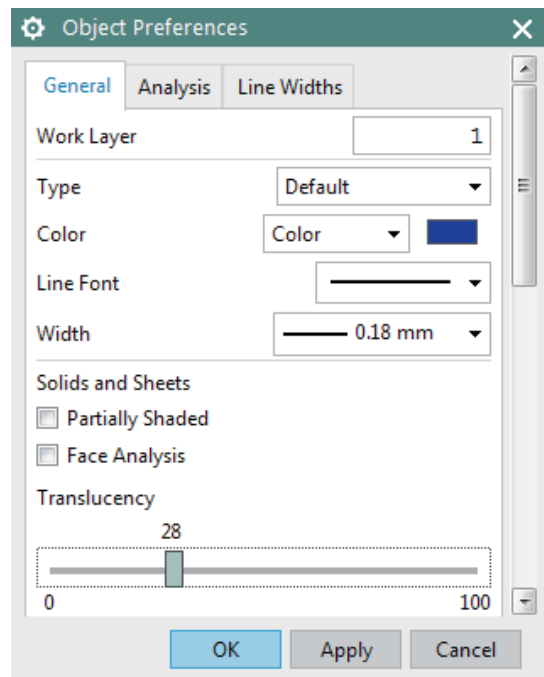 Object Preferences
General Analysis Line Widths
Work Layer 1
Type Default
Color Color
Line Font
Width 0.18 mm
Solids and Sheets
Partially Shaded
Face Analysis
Translucency
28
0 100
OK Apply Cancel